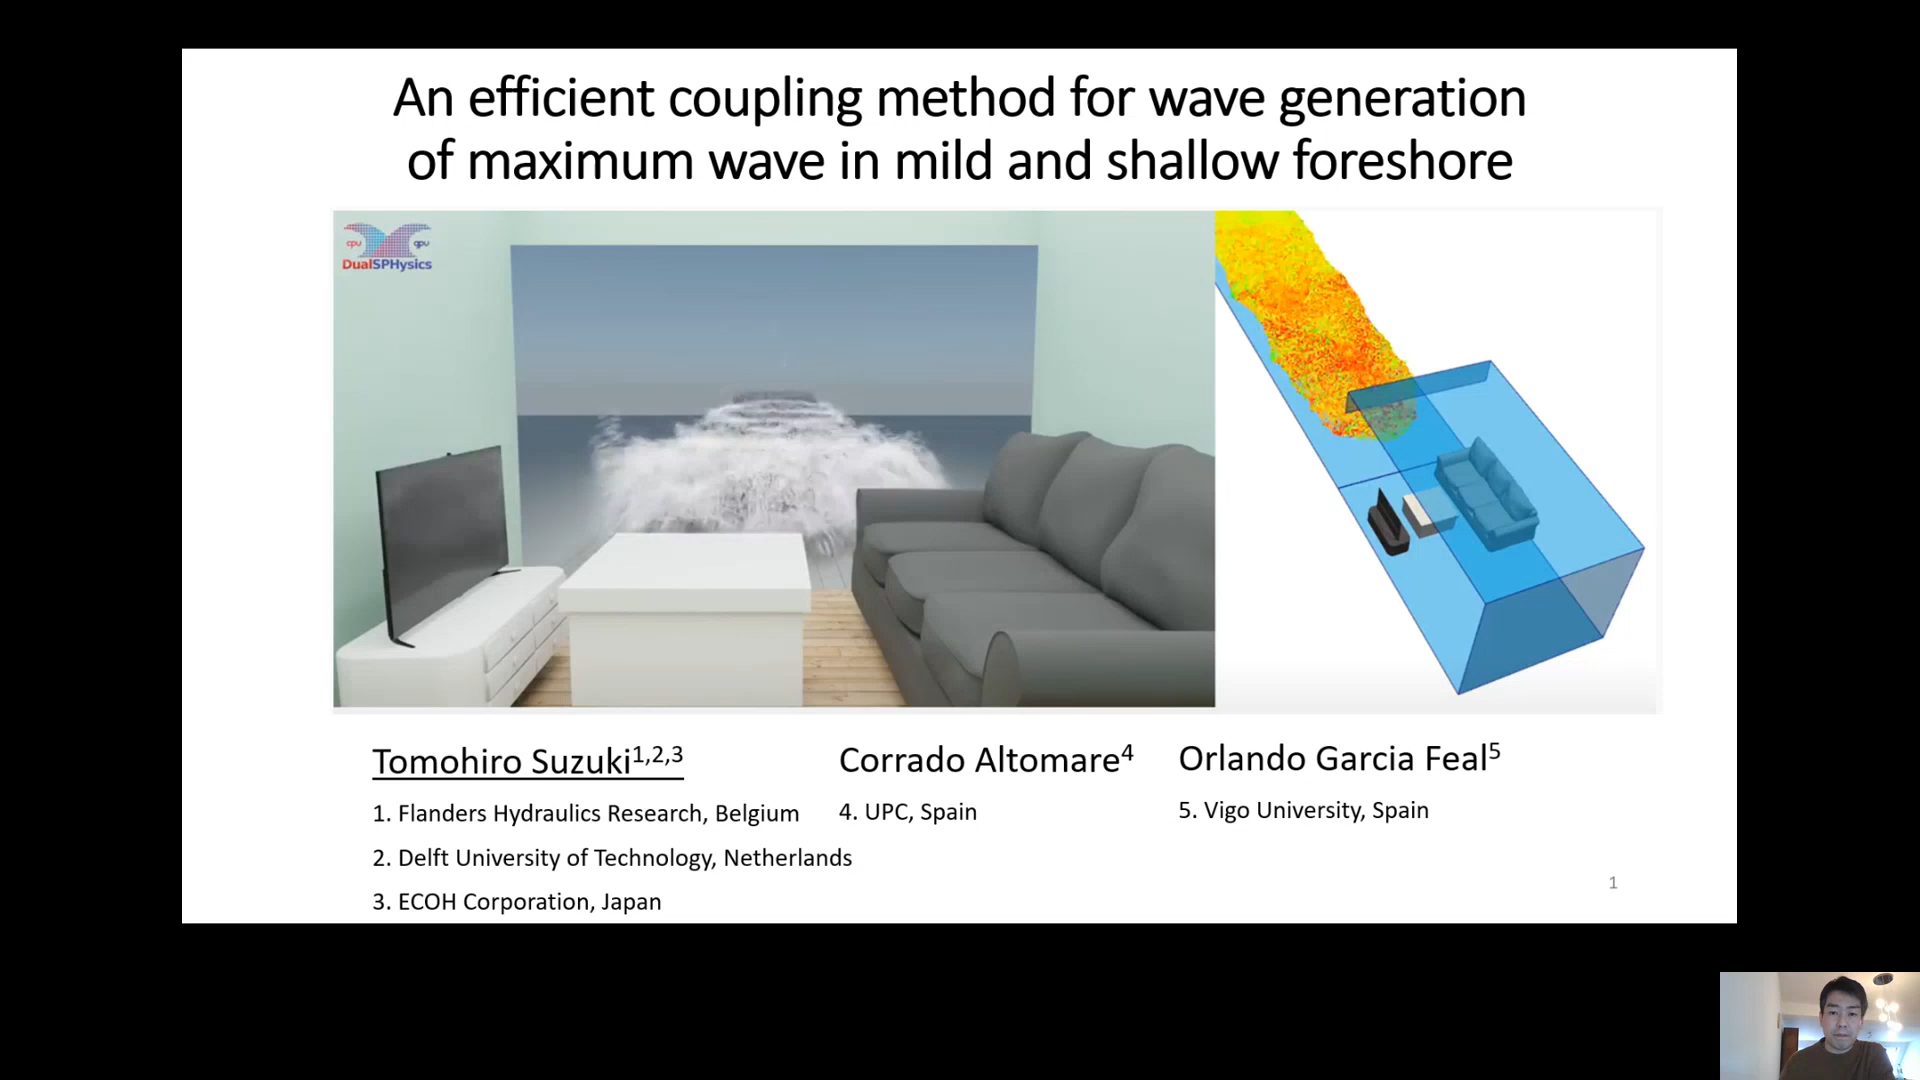 An efficient coupling method for wave generation
of maximum wave in mild and shallow foreshore
cpu gpu
DualSPHysics
Tomohiro Suzuki1,2,3
1. Flanders Hydraulics Research, Belgium
2. Delft University of Technology, Netherlands
3. ECOH Corporation, Japan
Corrado Altomare4
4. UPC, Spain
Orlando Garcia Feal5
5. Vigo University, Spain
1